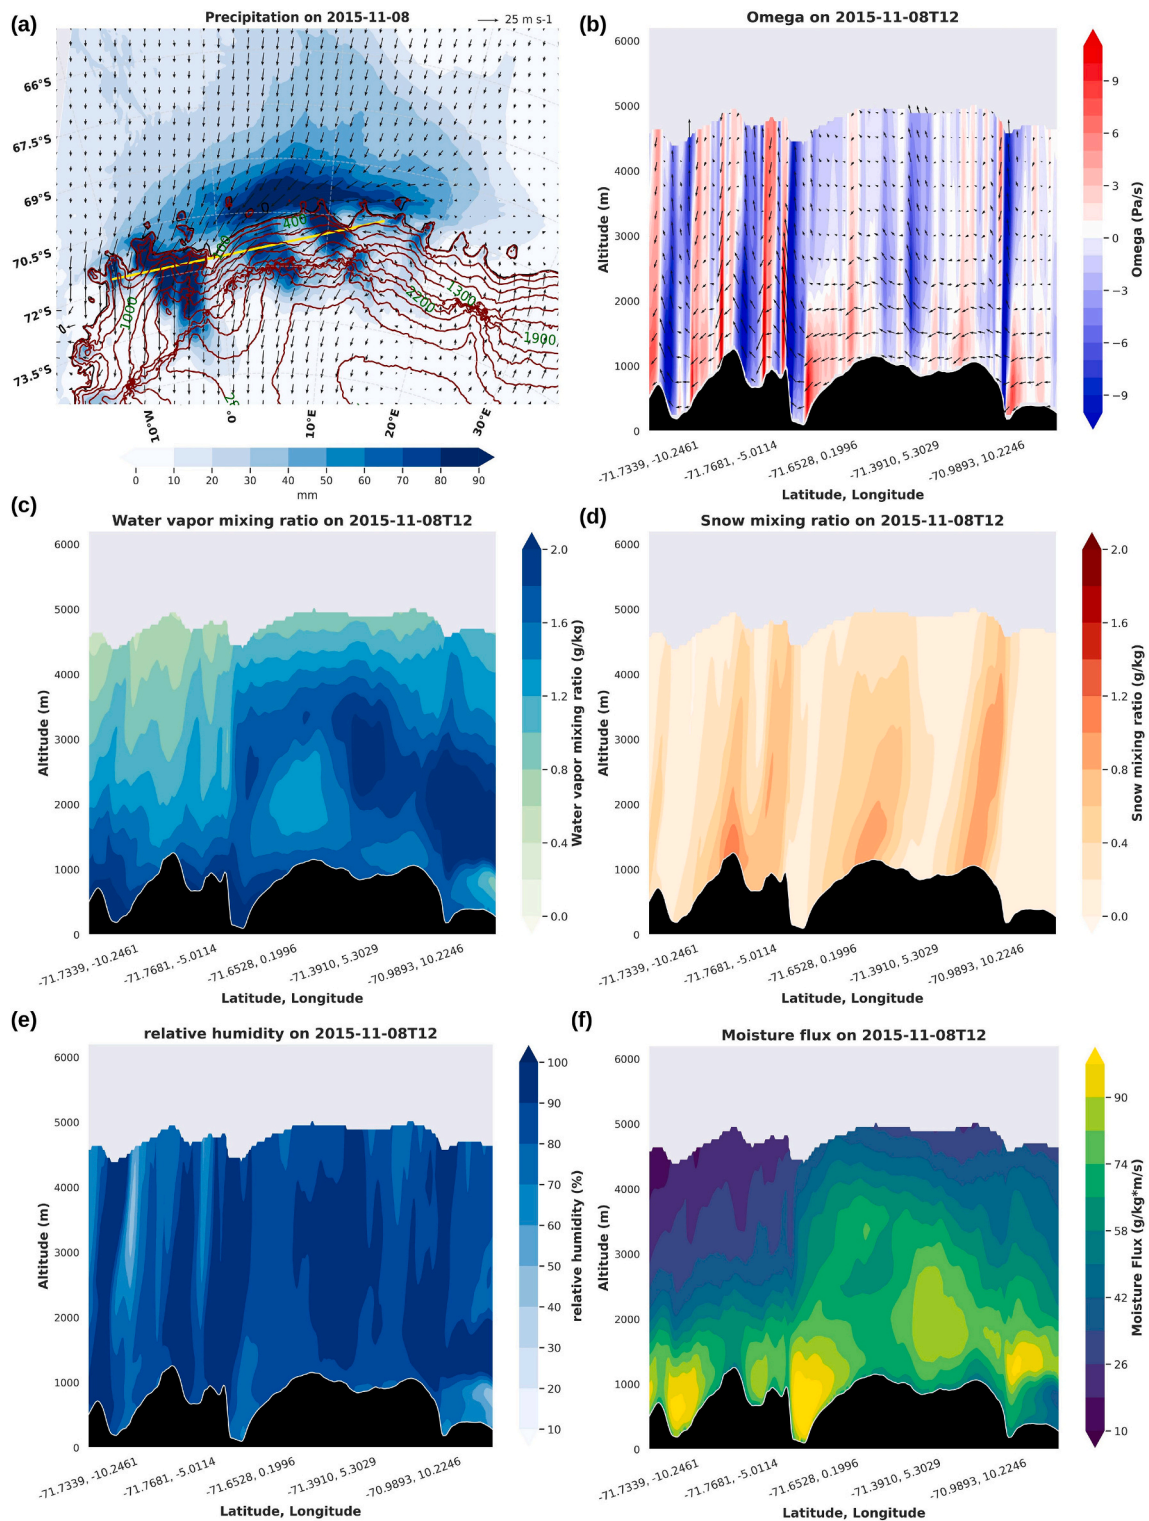 (a)
Precipitation on 2015-11-08
25 m s-1
66°S
67.5°S
69°S
70.5°S
72°S
73.5°S
0
400
1000
1300
2200
1900
0
10°W
0°
10°E
20°E
30°E
0 10 20 30 40 50 60 70 80 90
mm
(b)
Omega on 2015-11-08T12
6000
5000
4000
3000
2000
1000
0
Altitude (m)
-71.7339, -10.2461
-71.7681, -5.0114
-71.6528, 0.1996
-71.3910, 5.3029
-70.9893, 10.2246
Latitude, Longitude
9
6
3
0
−3
−6
−9
Omega (Pa/s)
(c)
Water vapor mixing ratio on 2015-11-08T12
6000
5000
4000
3000
2000
1000
0
Altitude (m)
-71.7339, -10.2461
-71.7681, -5.0114
-71.6528, 0.1996
-71.3910, 5.3029
-70.9893, 10.2246
Latitude, Longitude
2.0
1.6
1.2
0.8
0.4
0.0
Water vapor mixing ratio (g/kg)
(d)
Snow mixing ratio on 2015-11-08T12
6000
5000
4000
3000
2000
1000
0
Altitude (m)
-71.7339, -10.2461
-71.7681, -5.0114
-71.6528, 0.1996
-71.3910, 5.3029
-70.9893, 10.2246
Latitude, Longitude
2.0
1.6
1.2
0.8
0.4
0.0
Snow mixing ratio (g/kg)
(e)
relative humidity on 2015-11-08T12
6000
5000
4000
3000
2000
1000
0
Altitude (m)
-71.7339, -10.2461
-71.7681, -5.0114
-71.6528, 0.1996
-71.3910, 5.3029
-70.9893, 10.2246
Latitude, Longitude
100
90
80
70
60
50
40
30
20
10
relative humidity (%)
(f)
Moisture flux on 2015-11-08T12
6000
5000
4000
3000
2000
1000
0
Altitude (m)
-71.7339, -10.2461
-71.7681, -5.0114
-71.6528, 0.1996
-71.3910, 5.3029
-70.9893, 10.2246
Latitude, Longitude
90
74
58
42
26
10
Moisture Flux (g/kg*m/s)